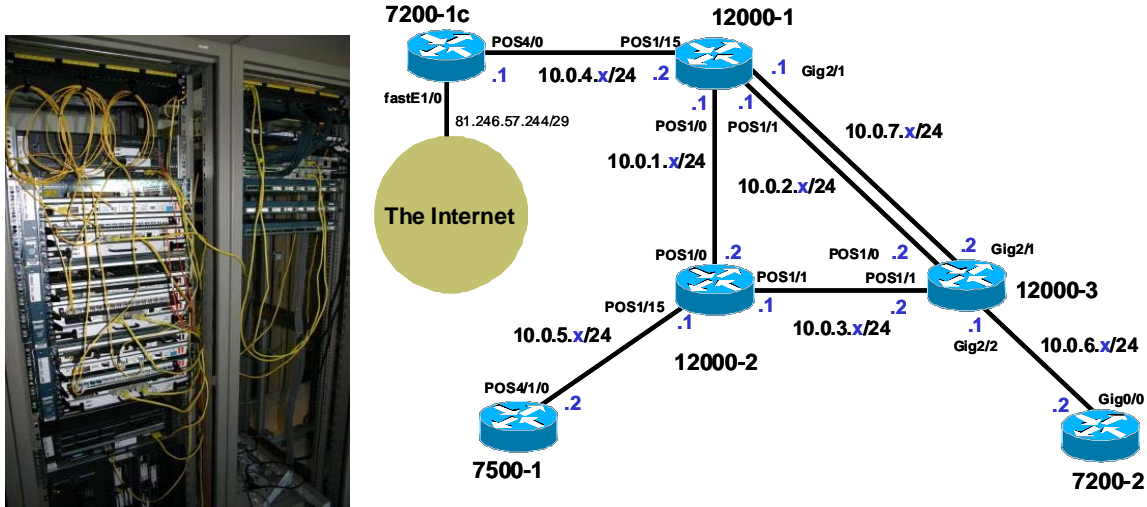 7200-1c
12000-1
POS4/0
POS1/15
.1
10.0.4.x/24
.2
.1
Gig2/1
fastE1/0
.1
.1
81.246.57.244/29
POS1/0
POS1/1
10.0.7.x/24
10.0.1.x/24
10.0.2.x/24
The Internet
POS1/0
.2
POS1/0
.2
.2
Gig2/1
POS1/1
POS1/1
12000-3
POS1/15
.1
.1
.2
10.0.3.x/24
.1
Gig2/2
10.0.5.x/24
12000-2
10.0.6.x/24
POS4/1/0
.2
.2
Gig0/0
7500-1
7200-2